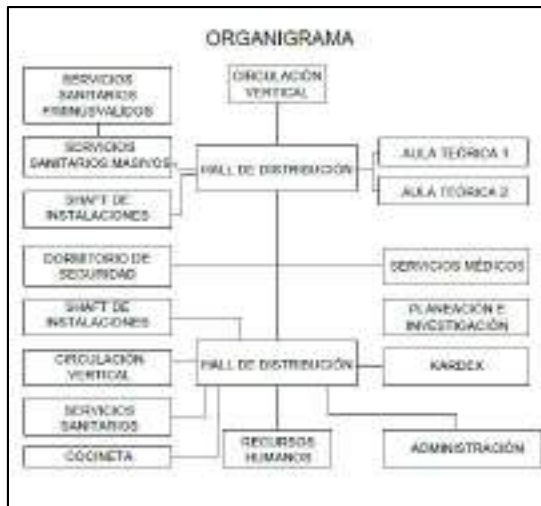 ORGANIGRAMA
SERVICIOS
SANITARIOS
P/MINUSVALIDOS
CIRCULACIÓN
VERTICAL
SERVICIOS
SANITARIOS MASIVOS
HALL DE DISTRIBUCIÓN
AULA TEÓRICA 1
AULA TEÓRICA 2
SHAFT DE
INSTALACIONES
DORMITORIO DE
SEGURIDAD
SERVICIOS MÉDICOS
SHAFT DE
INSTALACIONES
PLANEACIÓN E
INVESTIGACIÓN
CIRCULACIÓN
VERTICAL
HALL DE DISTRIBUCIÓN
KARDEX
SERVICIOS
SANITARIOS
COCINETA
RECURSOS
HUMANOS
ADMINISTRACIÓN